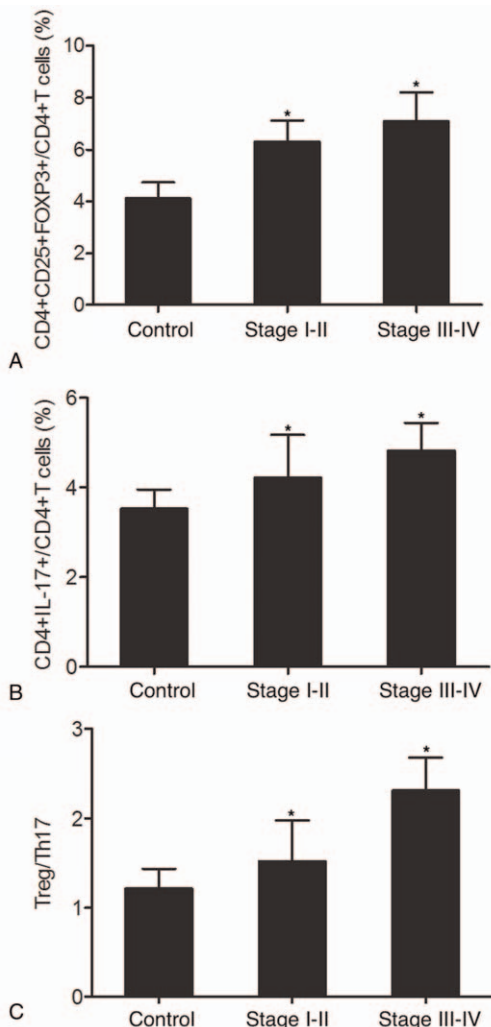 CD4+CD25+FOXP3+/CD4+T cells (%)
10
8
6
4
2
0
*
*
Control Stage I-II Stage III-IV
A
CD4+IL-17+/CD4+T cells (%)
6
4
2
0
*
*
Control Stage I-II Stage III-IV
B
Treg/Th17
3
2
1
0
*
*
Control Stage I-II Stage III-IV
C